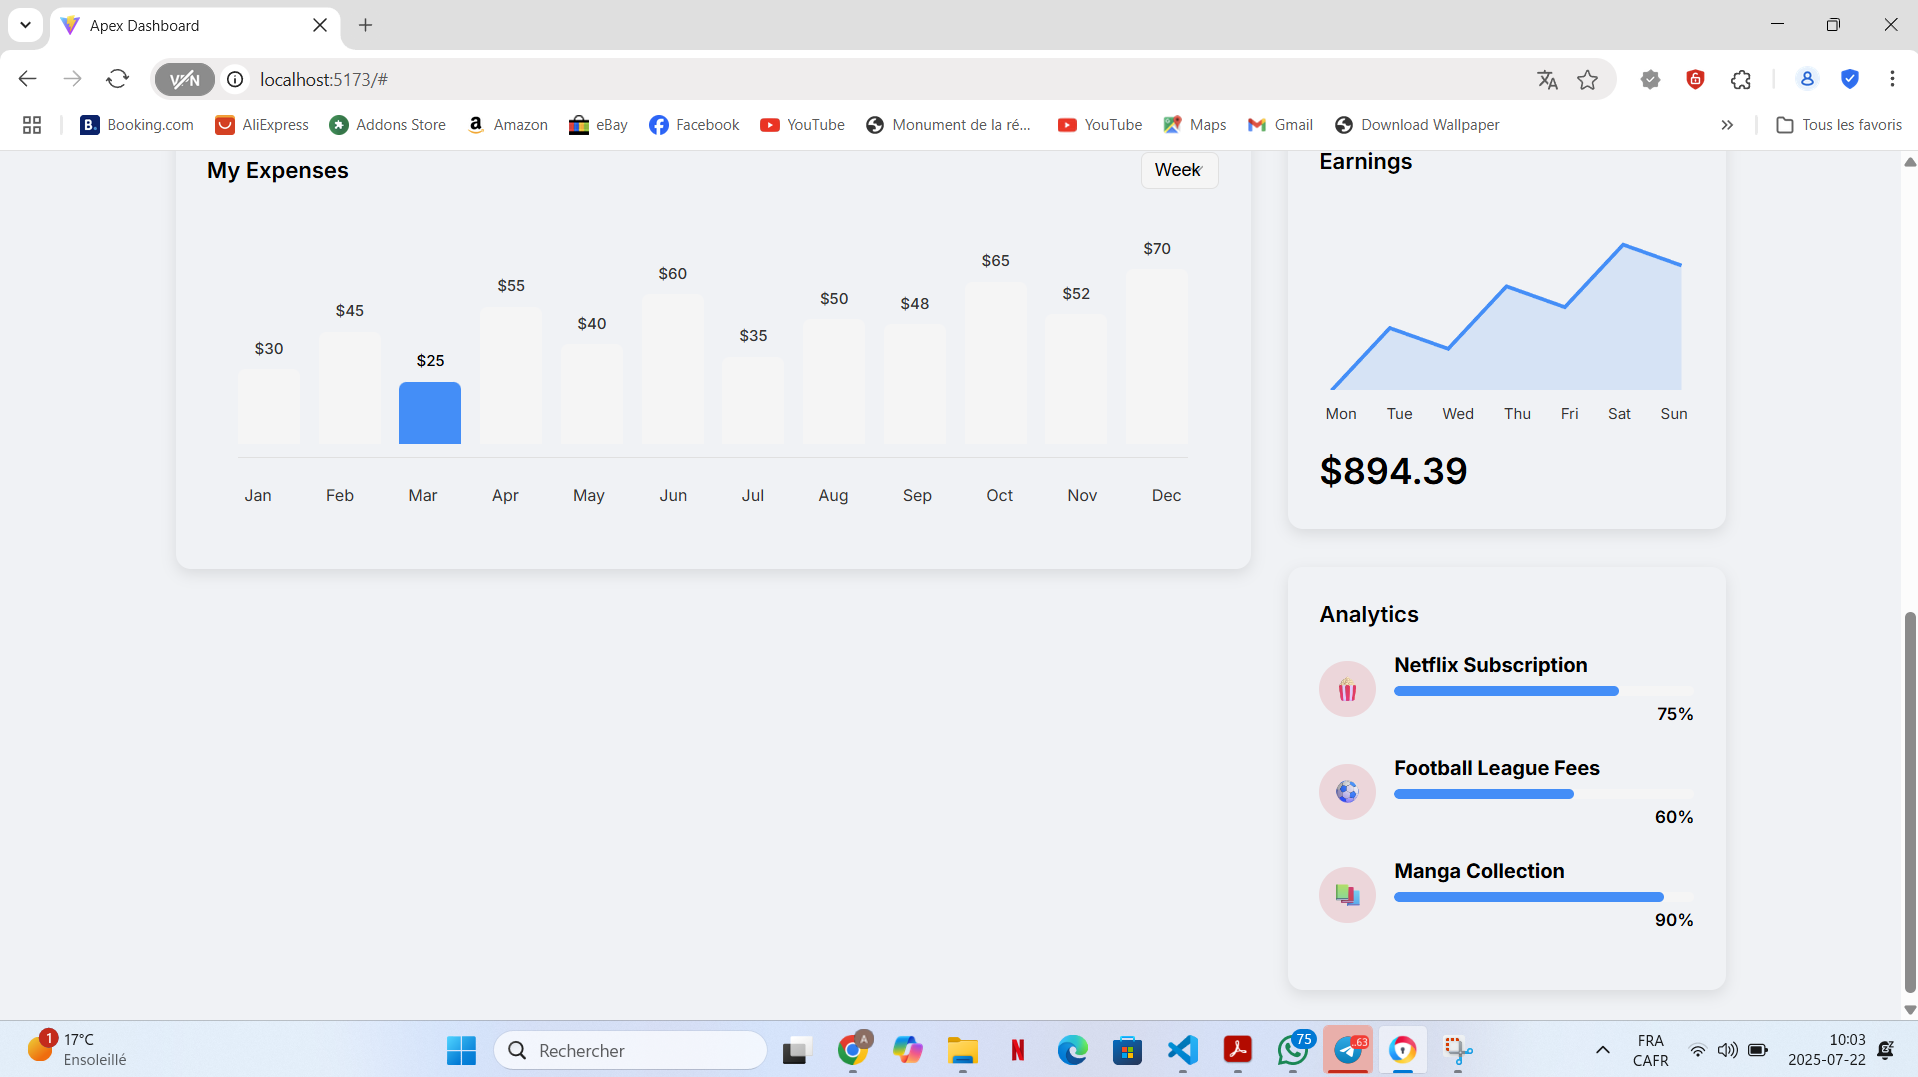 Apex Dashboard
VPN
localhost:5173/#
B. Booking.com
AliExpress
Addons Store
a Amazon
eBay
Facebook
YouTube
Monument de la ré...
YouTube
Maps
Gmail
Download Wallpaper
»
Tous les favoris
My Expenses
Week
$30
$45
$25
$55
$40
$60
$35
$50
$48
$65
$52
$70
Jan
Feb
Mar
Apr
May
Jun
Jul
Aug
Sep
Oct
Nov
Dec
Earnings
Mon
Tue
Wed
Thu
Fri
Sat
Sun
$894.39
Analytics
Netflix Subscription
75%
Football League Fees
60%
Manga Collection
90%
1
17°C
Ensoleillé
Rechercher
A
N
75
..63
FRA
CAFR
10:03
2025-07-22